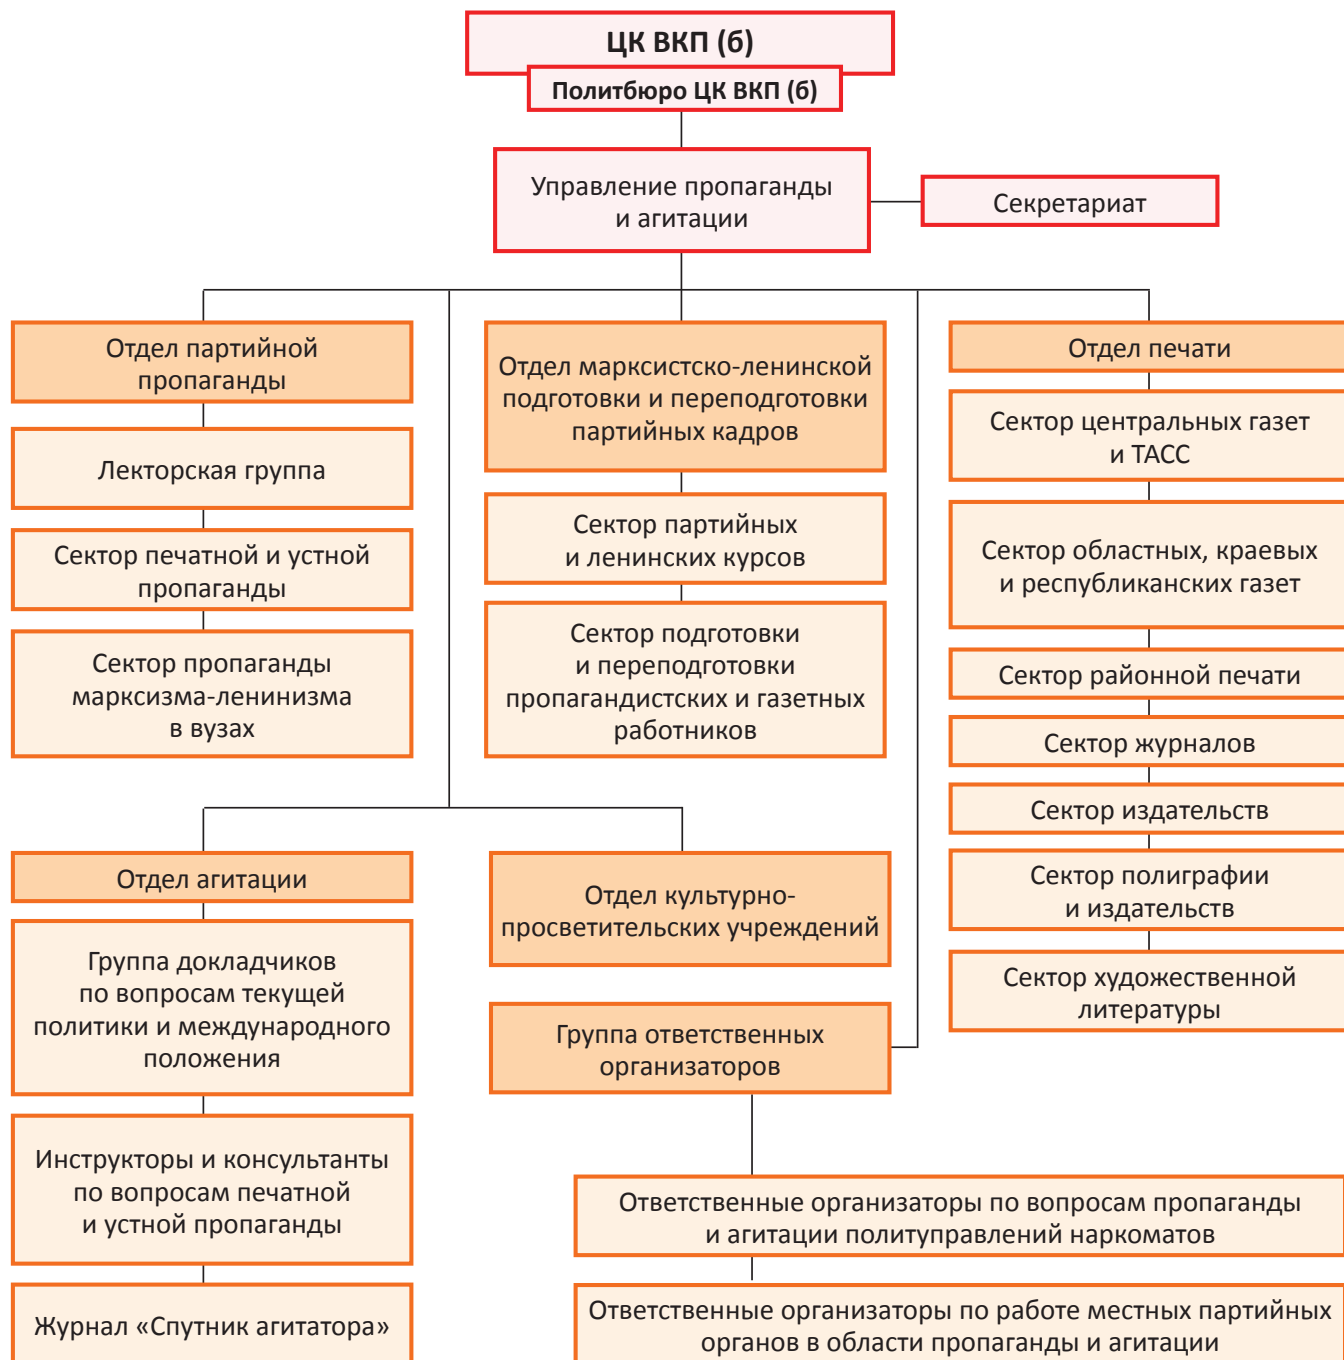 ЦК ВКП (б)
Политбюро ЦК ВКП (б)
Управление пропаганды
и агитации
Секретариат
Отдел партийной
пропаганды
Лекторская группа
Сектор печатной и устной
пропаганды
Сектор пропаганды
марксизма-ленинизма
в вузах
Отдел марксистско-ленинской
подготовки и переподготовки
партийных кадров
Сектор партийных
и ленинских курсов
Сектор подготовки
и переподготовки
пропагандистских и газетных
работников
Отдел печати
Сектор центральных газет
и ТАСС
Сектор областных, краевых
и республиканских газет
Сектор районной печати
Сектор журналов
Сектор издательств
Сектор полиграфии
и издательств
Сектор художественной
литературы
Отдел агитации
Группа докладчиков
по вопросам текущей
политики и международного
положения
Инструкторы и консультанты
по вопросам печатной
и устной пропаганды
Журнал «Спутник агитатора»
Отдел культурно-
просветительских учреждений
Группа ответственных
организаторов
Ответственные организаторы по вопросам пропаганды
и агитации политуправлений наркоматов
Ответственные организаторы по работе местных партийных
органов в области пропаганды и агитации